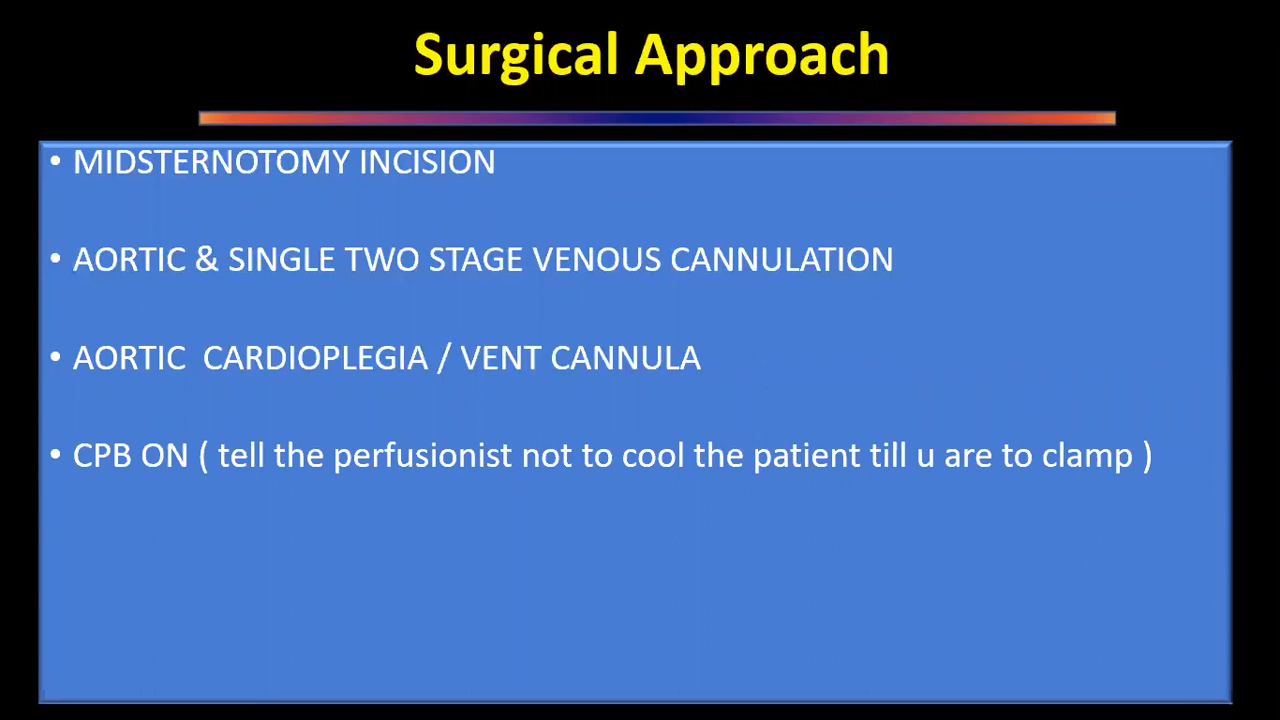 Surgical Approach
• MIDSTERNOTOMY INCISION
• AORTIC & SINGLE TWO STAGE VENOUS CANNULATION
• AORTIC  CARDIOPLEGIA / VENT CANNULA
• CPB ON ( tell the perfusionist not to cool the patient till u are to clamp )